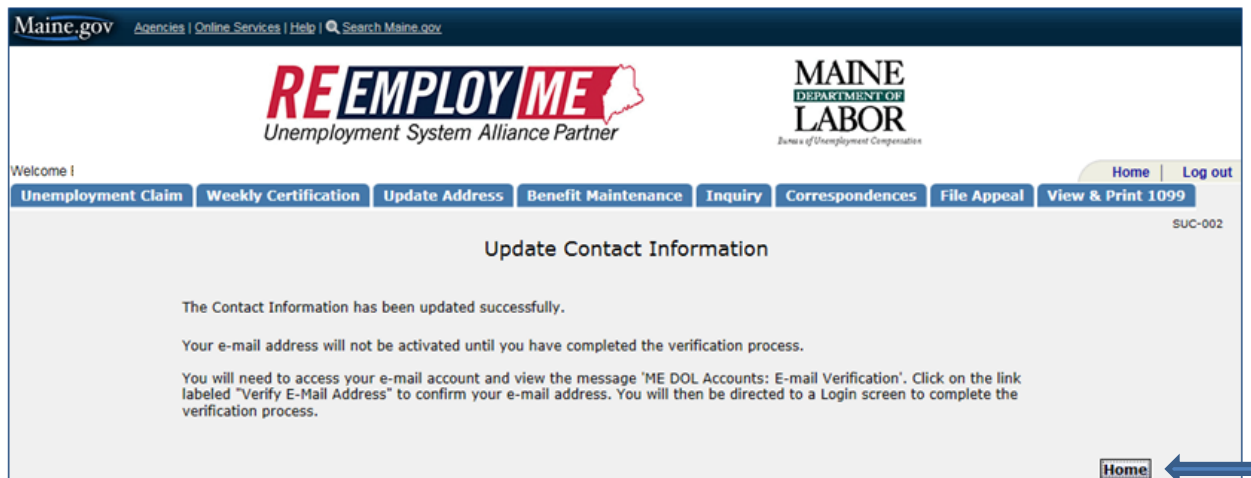 Maine.gov Agencies | Online Services | Help | Search Maine.gov
REEMPLOYME
Unemployment System Alliance Partner
MAINE
DEPARTMENT OF
LABOR
Bureau of Unemployment Compensation
Welcome
Home | Log out
Unemployment Claim Weekly Certification Update Address Benefit Maintenance Inquiry Correspondences File Appeal View & Print 1099
SUC-002
Update Contact Information
The Contact Information has been updated successfully.
Your e-mail address will not be activated until you have completed the verification process.
You will need to access your e-mail account and view the message 'ME DOL Accounts: E-mail Verification'. Click on the link
labeled "Verify E-Mail Address" to confirm your e-mail address. You will then be directed to a Login screen to complete the
verification process.
Home